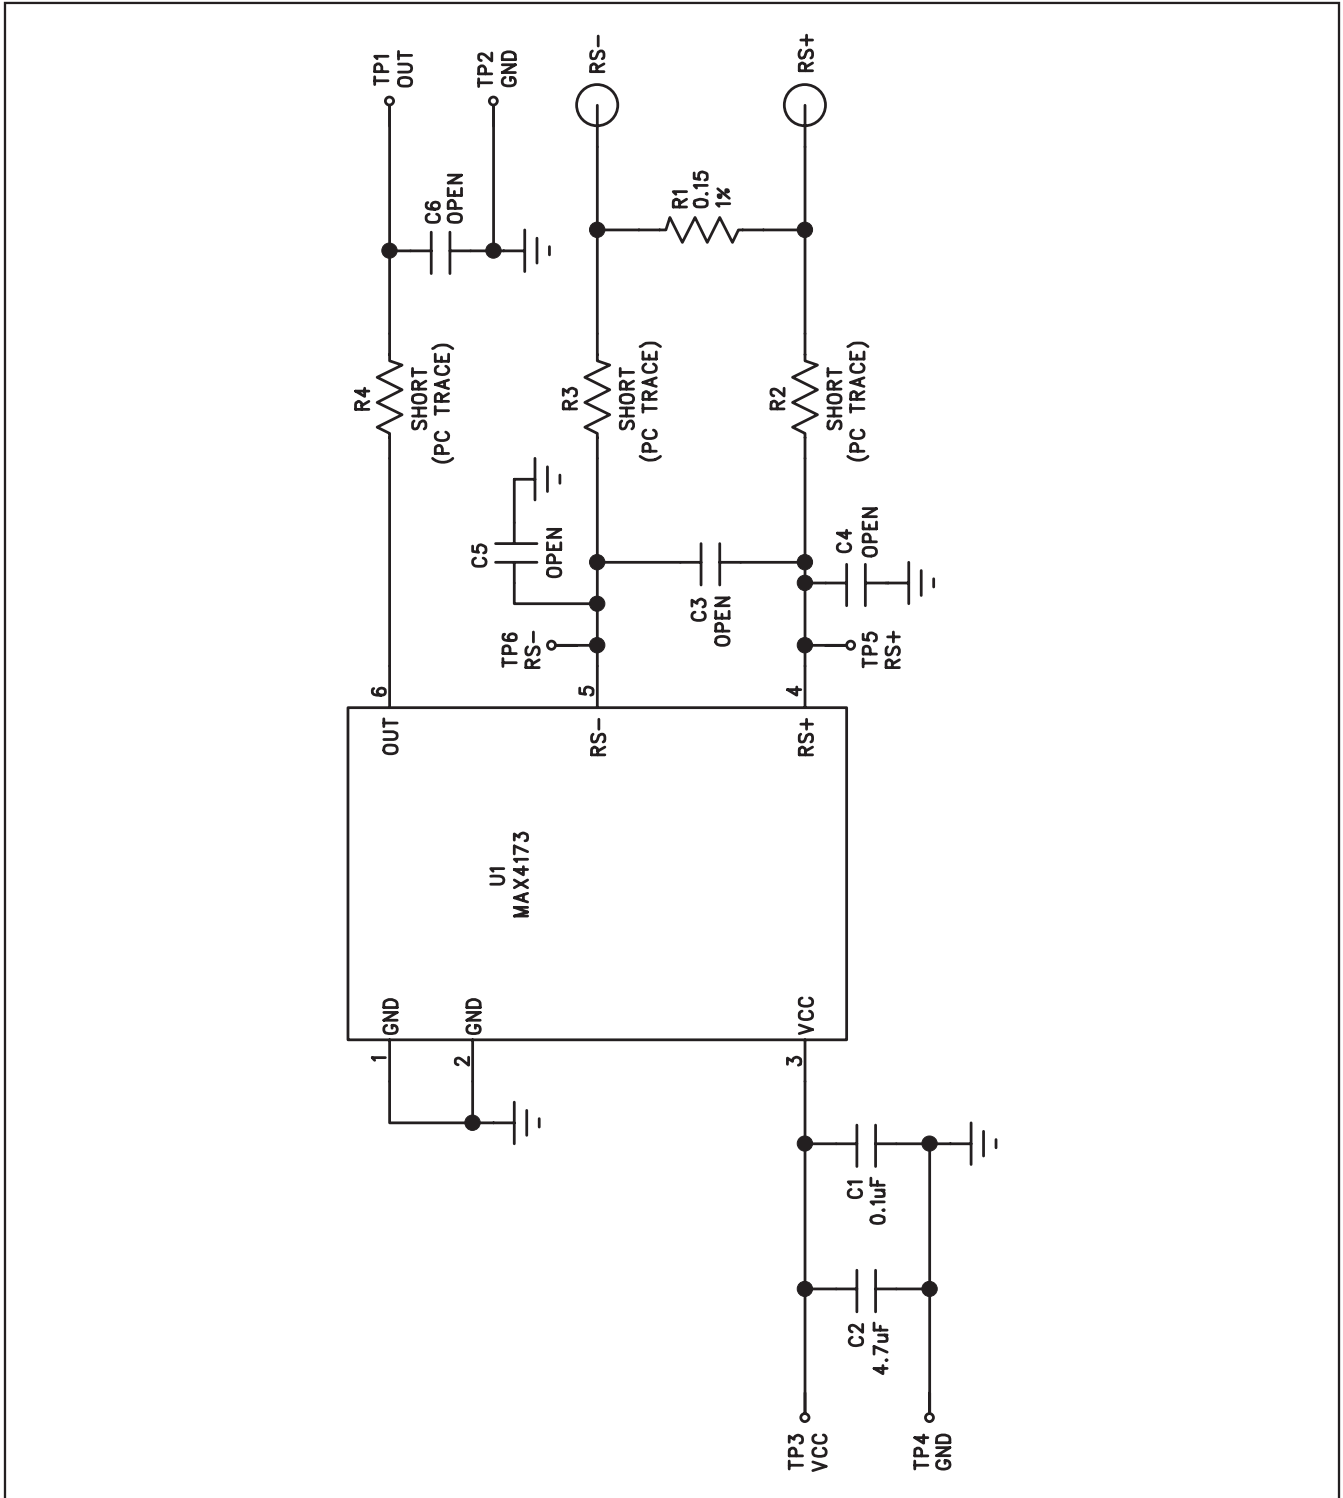 TP1
OUT
TP2
GND
RS-
RS+
C6
OPEN
R1
0.15
1%
R4
SHORT
(PC TRACE)
R3
SHORT
(PC TRACE)
R2
SHORT
(PC TRACE)
C5
OPEN
C3
OPEN
C4
OPEN
TP6
RS-
TP5
RS+
6
5
4
OUT
RS-
RS+
U1
MAX4173
GND
GND
VCC
1
2
3
C1
0.1uF
C2
4.7uF
TP3
VCC
TP4
GND